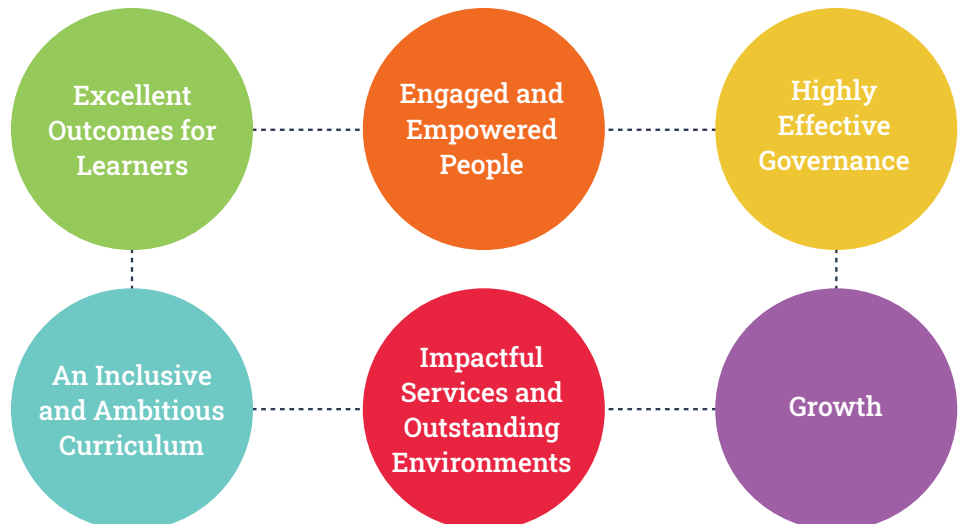 Excellent
Outcomes for
Learners
Engaged and
Empowered
People
Highly
Effective
Governance
An Inclusive
and Ambitious
Curriculum
Impactful
Services and
Outstanding
Environments
Growth